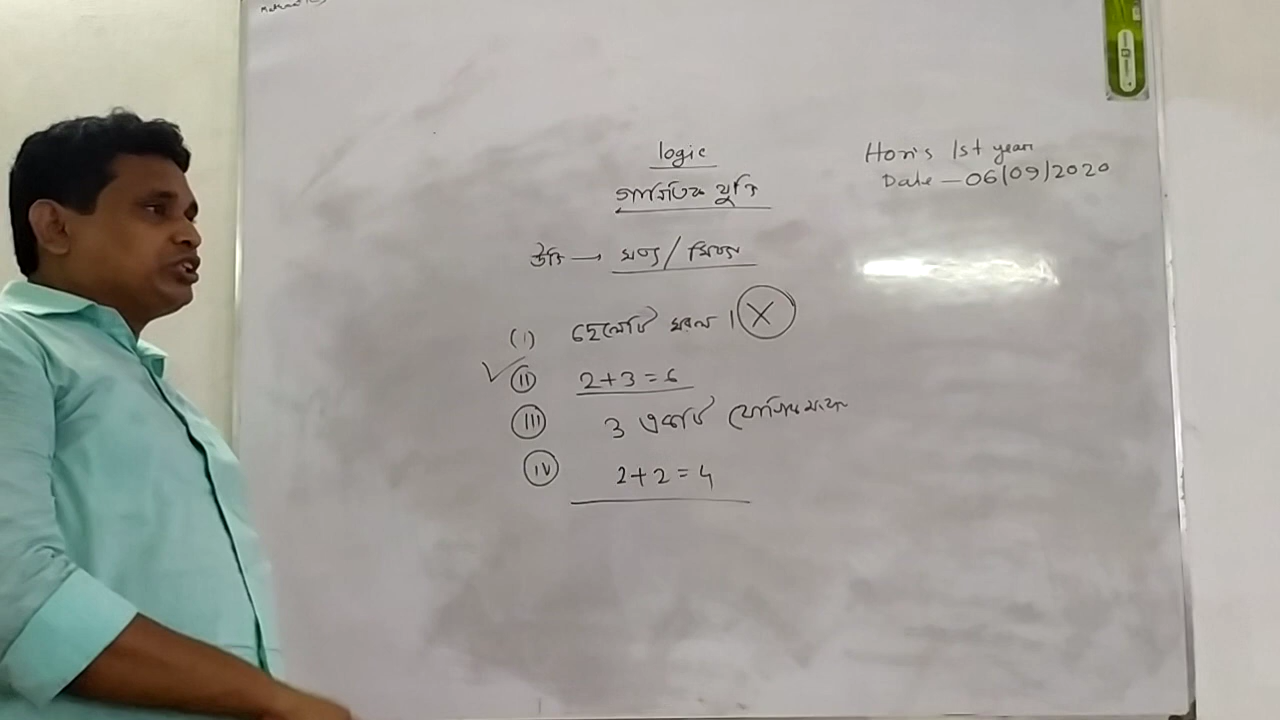 logic
গাণিতিক যুক্তি
Hon's 1st year
Date - 06/09/2020
উক্তি → সত্য / মিথ্যা
(i) ছেলেটি সরল । X
✓ (ii) 2+3=6
(iii) 3 একটি মৌলিক সংখ্যা
(iv) 2+2=4